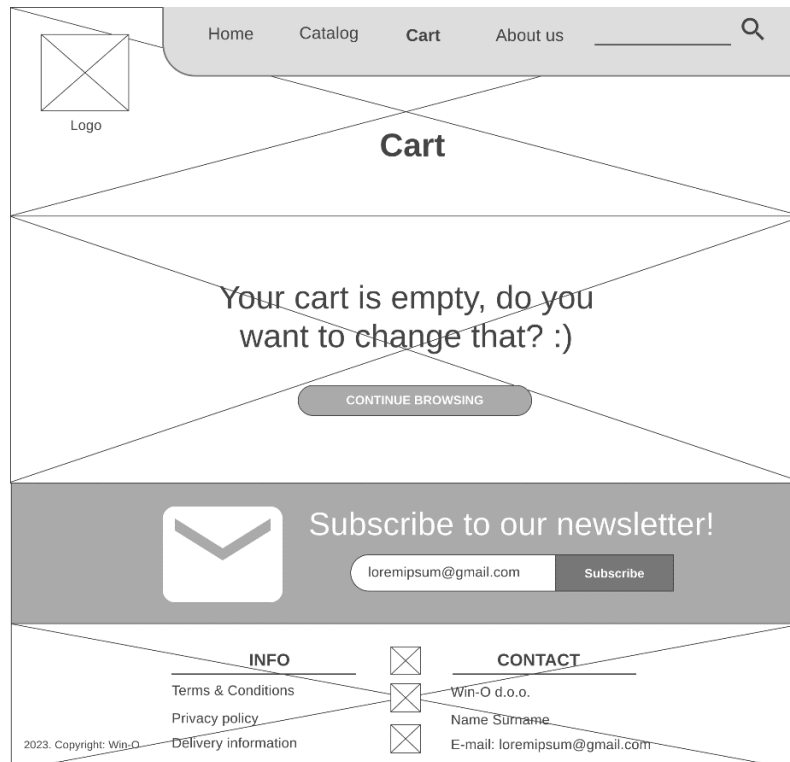 Home Catalog Cart About us
Logo
Cart
Your cart is empty, do you
want to change that? :)
CONTINUE BROWSING
Subscribe to our newsletter!
loremipsum@gmail.com Subscribe
INFO
Terms & Conditions
Privacy policy
Delivery information
CONTACT
Win-O d.o.o.
Name Surname
E-mail: loremipsum@gmail.com
2023. Copyright: Win-O